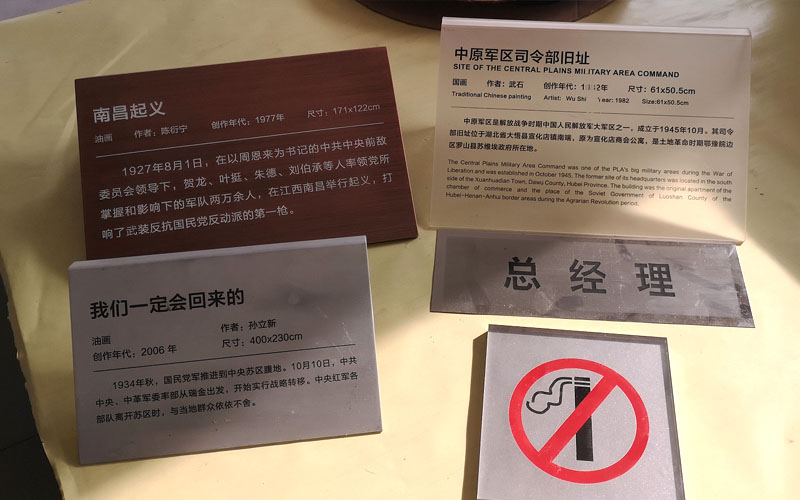 南昌起义
油画 作者:陈衍宁 创作年代:1977年 尺寸:171x122cm
1927年8月1日,在以周恩来为书记的中共中央前敌
委员会领导下,贺龙、叶挺、朱德、刘伯承等人率领党所
掌握和影响下的军队两万余人,在江西南昌举行起义,打
响了武装反抗国民党反动派的第一枪。
中原军区司令部旧址
SITE OF THE CENTRAL PLAINS MILITARY AREA COMMAND
国画 作者:武石 创作年代: 尺寸:61x50.5cm
Traditional Chinese painting Artist: Wu Shi Year: 1982 Size:61x50.5cm
中原军区是解放战争时期中国人民解放军大军区之一,成立于1945年10月。其司令
部旧址位于湖北省大悟县宣化店镇南端,原为宣化店商会公寓,是土地革命时期鄂豫皖边
区罗山县苏维埃政府所在地。
The Central Plains Military Area Command was one of the PLA's big military areas during the War of
Liberation and was established in October 1945. The former site of its headquarters was located in the south
side of the Xuanhuadian Town, Dawu County, Hubei Province. The building was the original apartment of the
chamber of commerce and the place of the Soviet Government of Luoshan County of the
Hubei-Henan-Anhui border areas during the Agrarian Revolution period.
我们一定会回来的
油画 作者:孙立新
创作年代:2006 年 尺寸:400x230cm
1934年秋,国民党军推进到中央苏区腹地。10月10日,中共
中央、中革军委率部从瑞金出发,开始实行战略转移。中央红军各
部队离开苏区时,与当地群众依依不舍。
总经理